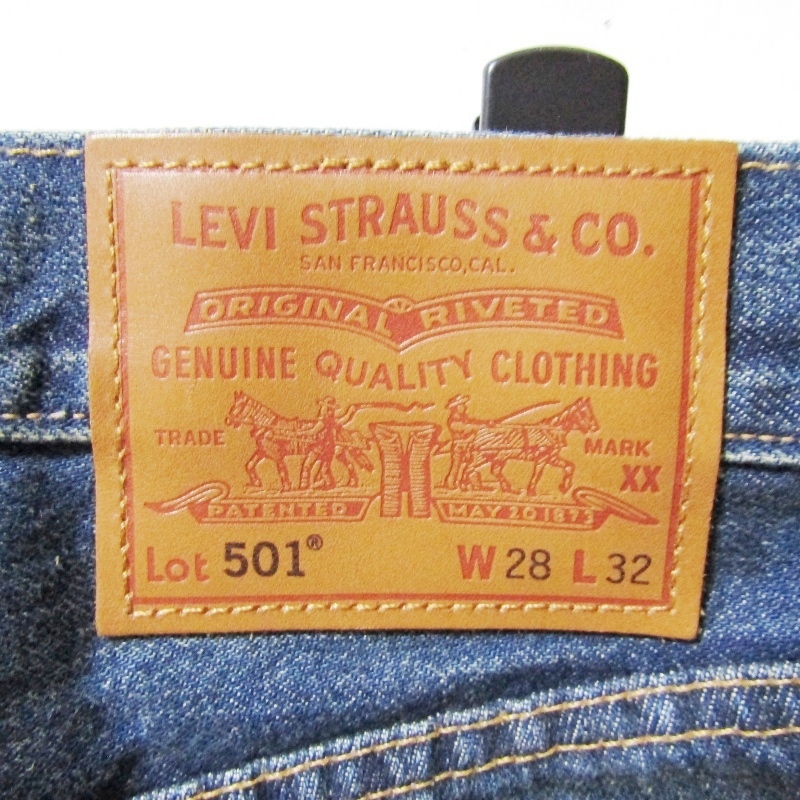 LEVI STRAUSS & CO.
SAN FRANCISCO, CAL.
ORIGINAL RIVETED
GENUINE QUALITY CLOTHING
TRADE MARK
XX
PATENTED MAY 20 1873
Lot 501® W 28 L 32